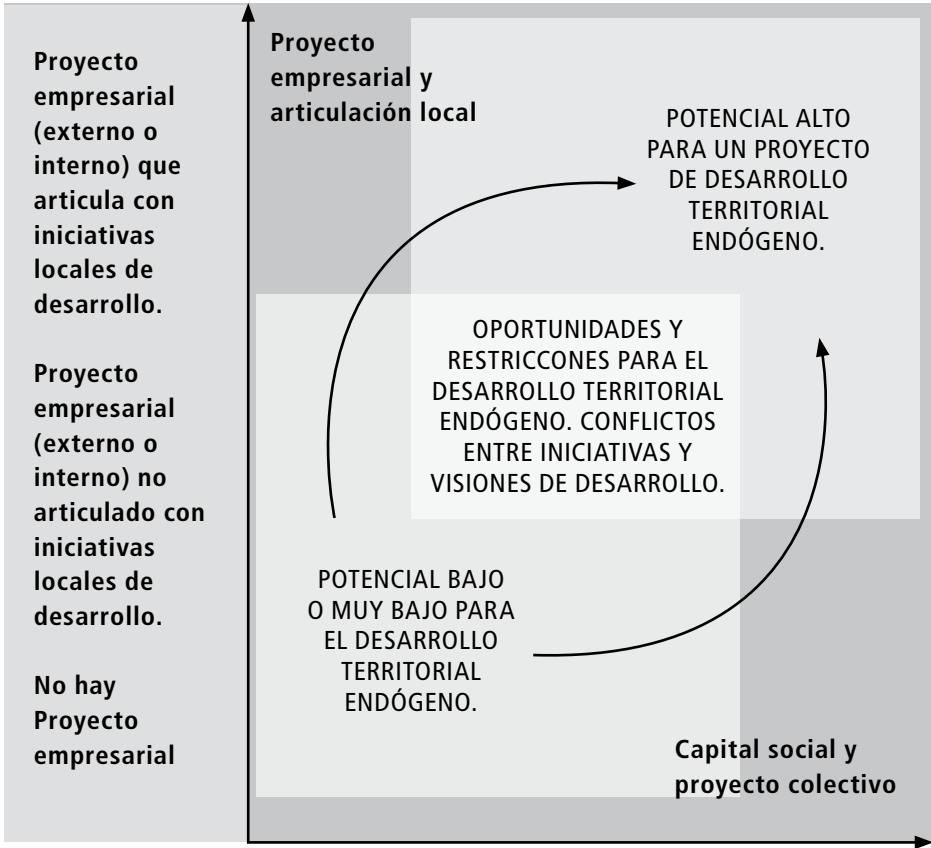 Proyecto
empresarial
(externo o
interno) que
articula con
iniciativas
locales de
desarrollo.
Proyecto
empresarial
(externo o
interno) no
articulado con
iniciativas
locales de
desarrollo.
No hay
Proyecto
empresarial
Proyecto
empresarial y
articulación local
POTENCIAL ALTO
PARA UN PROYECTO
DE DESARROLLO
TERRITORIAL
ENDÓGENO.
OPORTUNIDADES Y
RESTRICCONES PARA EL
DESARROLLO TERRITORIAL
ENDÓGENO. CONFLICTOS
ENTRE INICIATIVAS Y
VISIONES DE DESARROLLO.
POTENCIAL BAJO
O MUY BAJO PARA
EL DESARROLLO
TERRITORIAL
ENDÓGENO.
Capital social y
proyecto colectivo